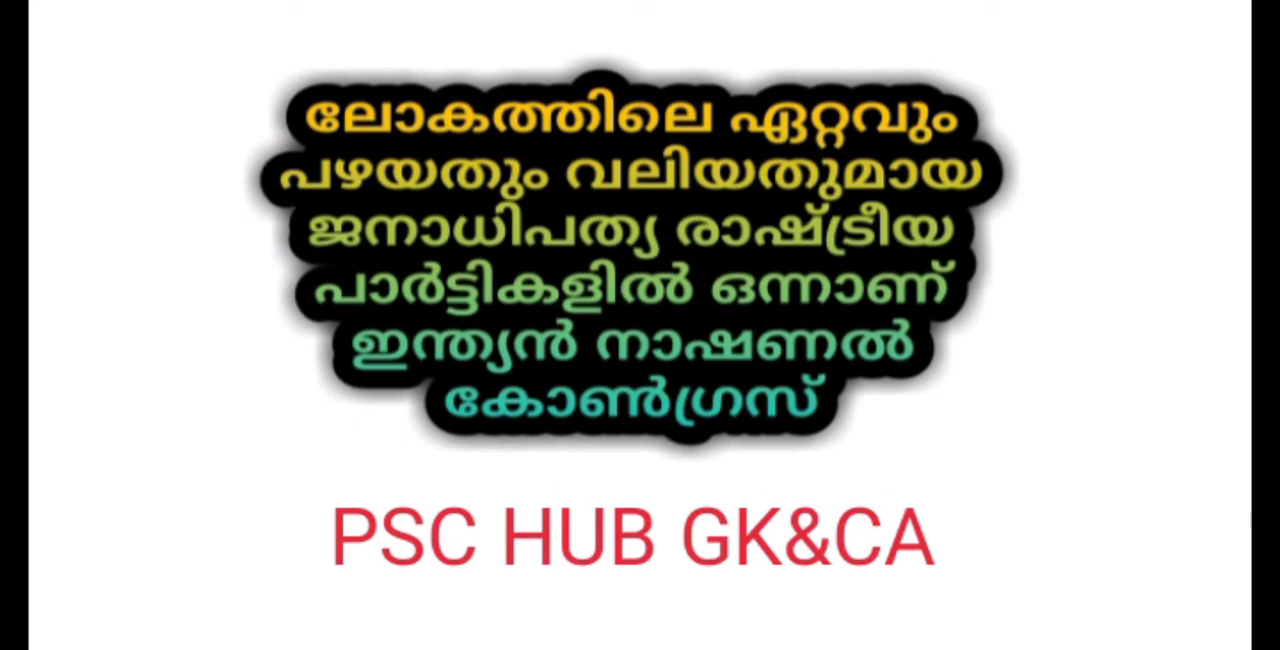 ലോകത്തിലെ ഏറ്റവും
പഴയതും വലിയതുമായ
ജനാധിപത്യ രാഷ്ട്രീയ
പാർട്ടികളിൽ ഒന്നാണ്
ഇന്ത്യൻ നാഷണൽ
കോൺഗ്രസ്
PSC HUB GK&CA